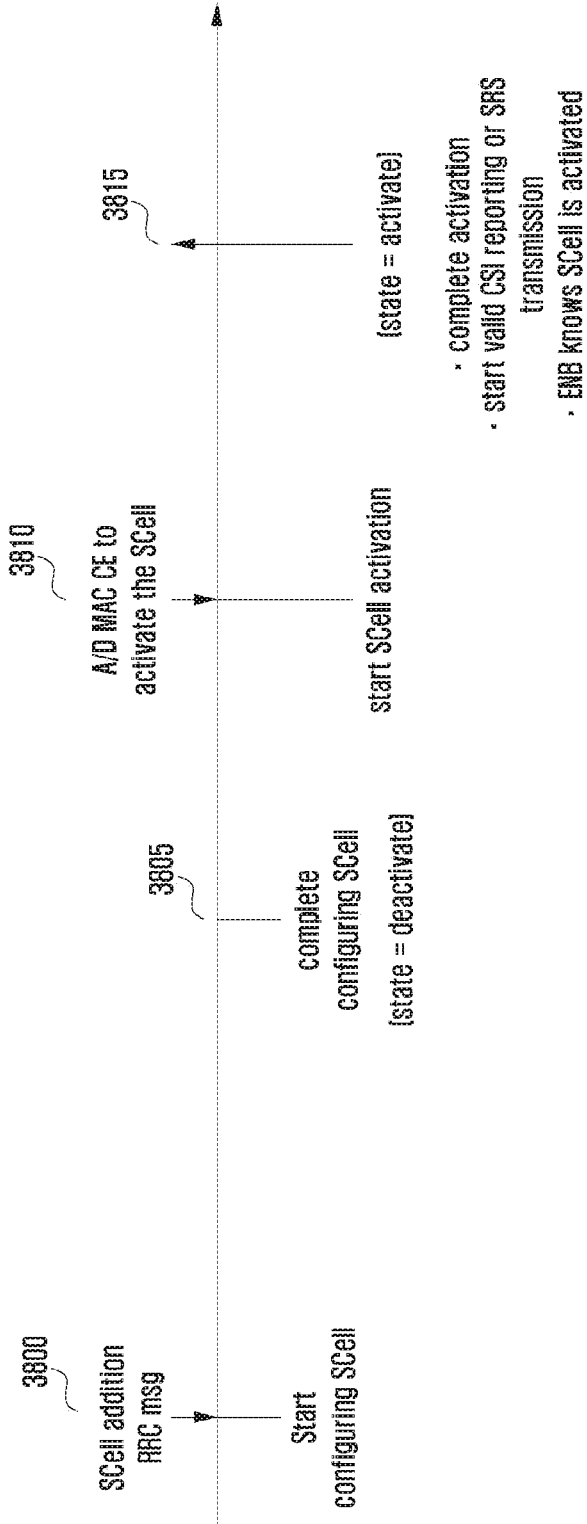 3800
SCell addition
RRC msg
Start
configuring SCell
3805
complete
configuring SCell
(state = deactivate)
3810
A/D MAC CE to
activate the SCell
start SCell activation
3815
(state = activate)
· complete activation
· start valid CSI reporting or SRS
transmission
· ENB knows SCell is activated